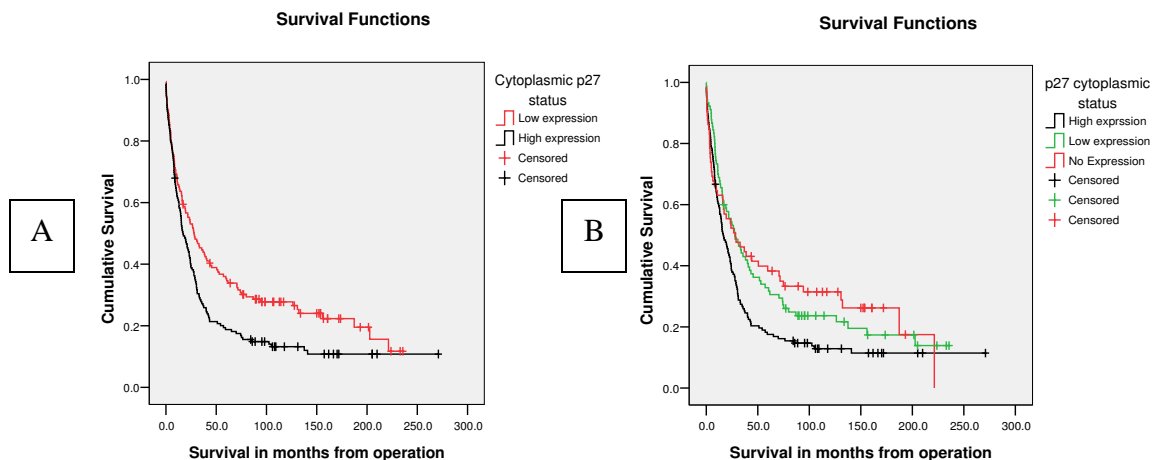 A
Survival Functions
Cumulative Survival
1.0
0.8
0.6
0.4
0.2
0.0
0.0 50.0 100.0 150.0 200.0 250.0 300.0
Survival in months from operation
Cytoplasmic p27
status
Low expression
High expression
Censored
Censored
B
Survival Functions
Cumulative Survival
1.0
0.8
0.6
0.4
0.2
0.0
0.0 50.0 100.0 150.0 200.0 250.0 300.0
Survival in months from operation
p27 cytoplasmic
status
High exprssion
Low expression
No Expression
Censored
Censored
Censored